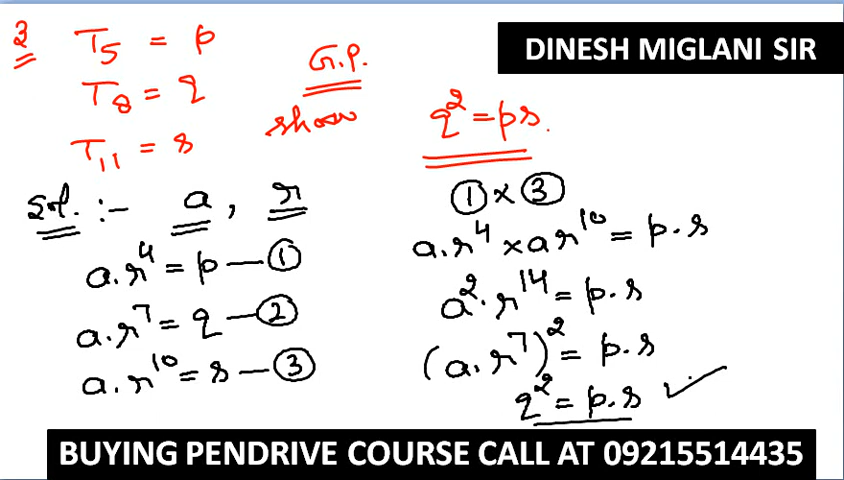 DINESH MIGLANI SIR
3 T₅ = p
G.P.
T₈ = q
show q² = ps.
T₁₁ = s
Sol. :- a, r
① × ③
a.r⁴ = p — ①
a.r⁷ = q — ②
a.r¹⁰ = s — ③
a.r⁴ × ar¹⁰ = p.s
a².r¹⁴ = p.s
(a.r⁷)² = p.s
q² = p.s ✓
BUYING PENDRIVE COURSE CALL AT 09215514435